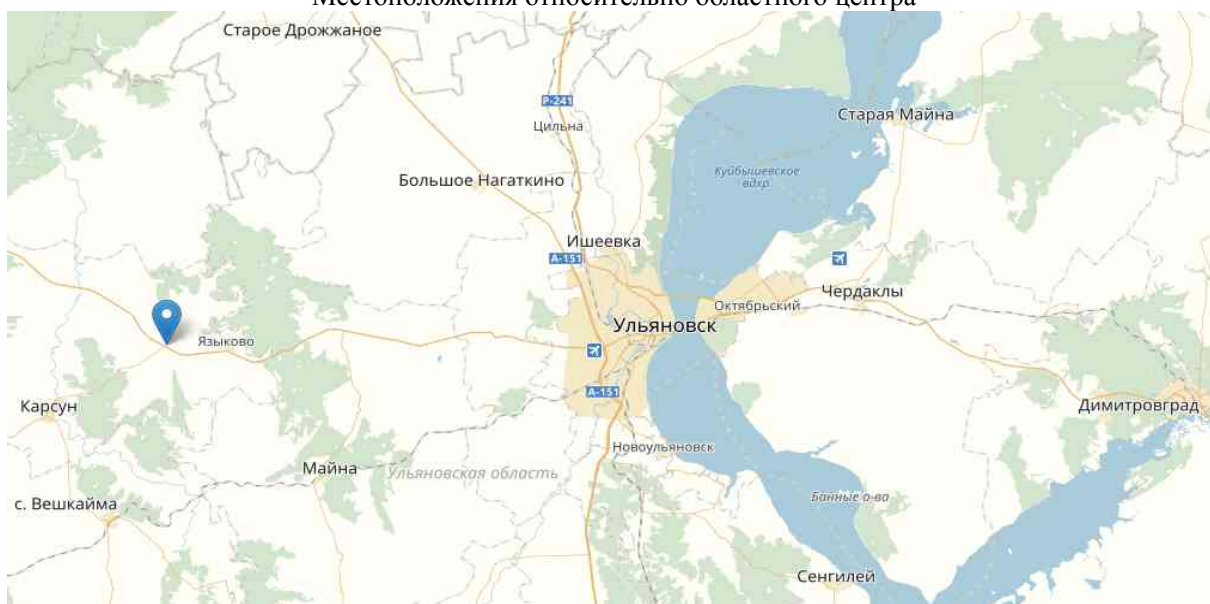 Местоположения относительно областного центра
Старое Дрожжаное
Р-241
Цильна
Старая Майна
Куйбышевское
вдхр.
Большое Нагаткино
Ишеевка
А-151
Чердаклы
Октябрьский
Ульяновск
Языково
А-151
Карсун
Димитровград
Новоульяновск
Майна
Ульяновская область
Банные о-ва
с. Вешкайма
Сенгилей